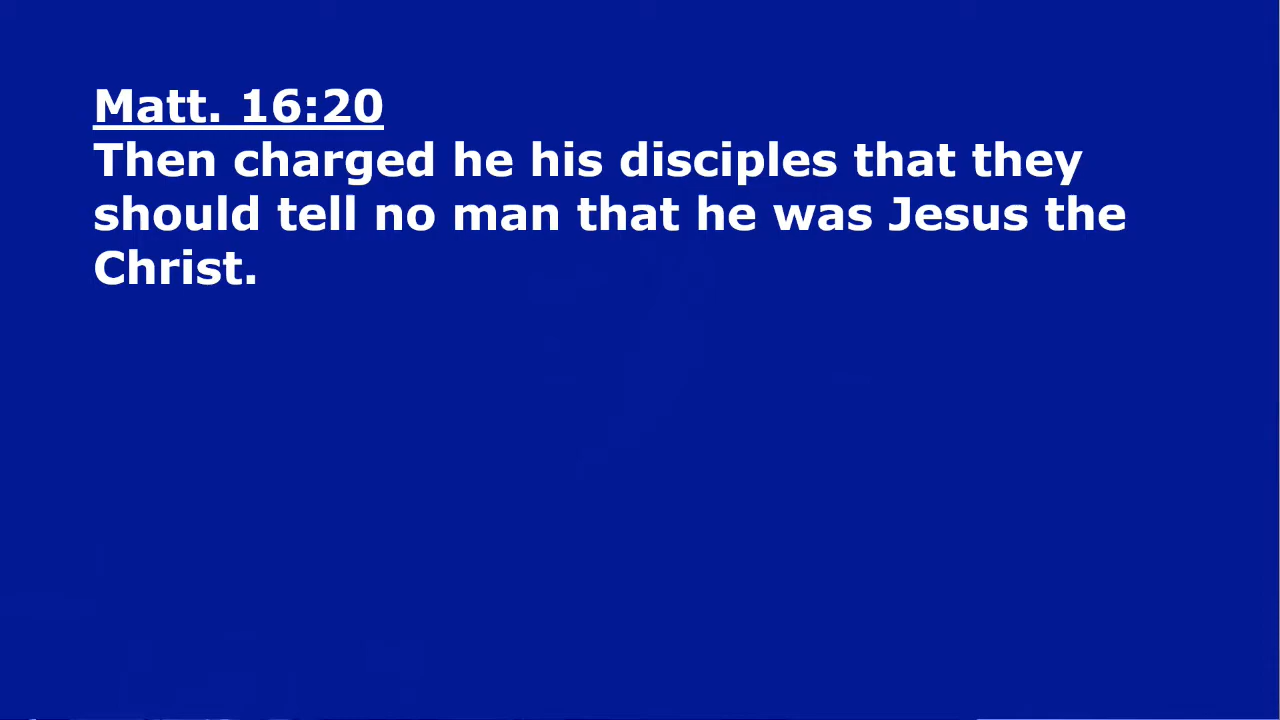 Matt. 16:20
Then charged he his disciples that they
should tell no man that he was Jesus the
Christ.